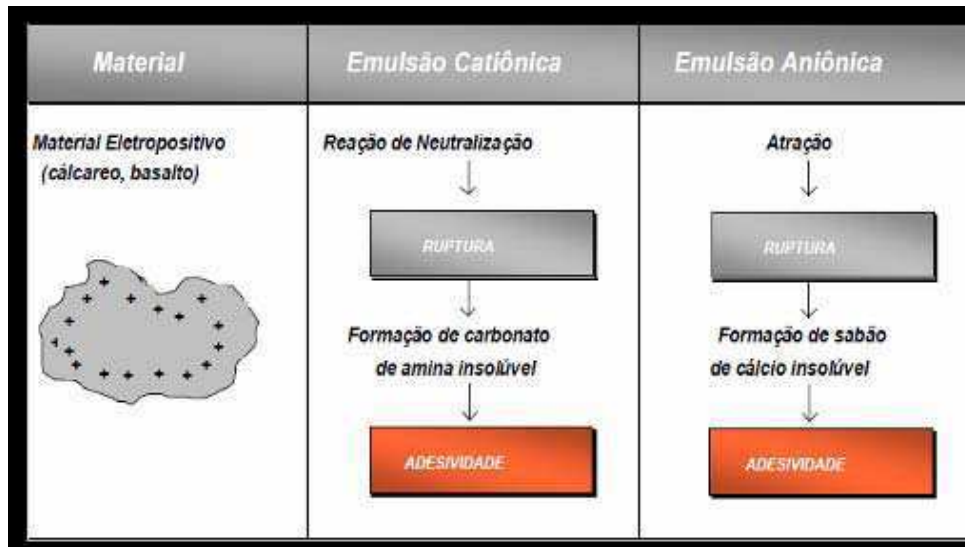 Material
Emulsão Catiônica
Emulsão Aniônica
Material Eletropositivo
(cálcareo, basalto)
Reação de Neutralização
RUPTURA
Formação de carbonato
de amina insolúvel
ADESIVIDADE
Atração
RUPTURA
Formação de sabão
de cálcio insolúvel
ADESIVIDADE